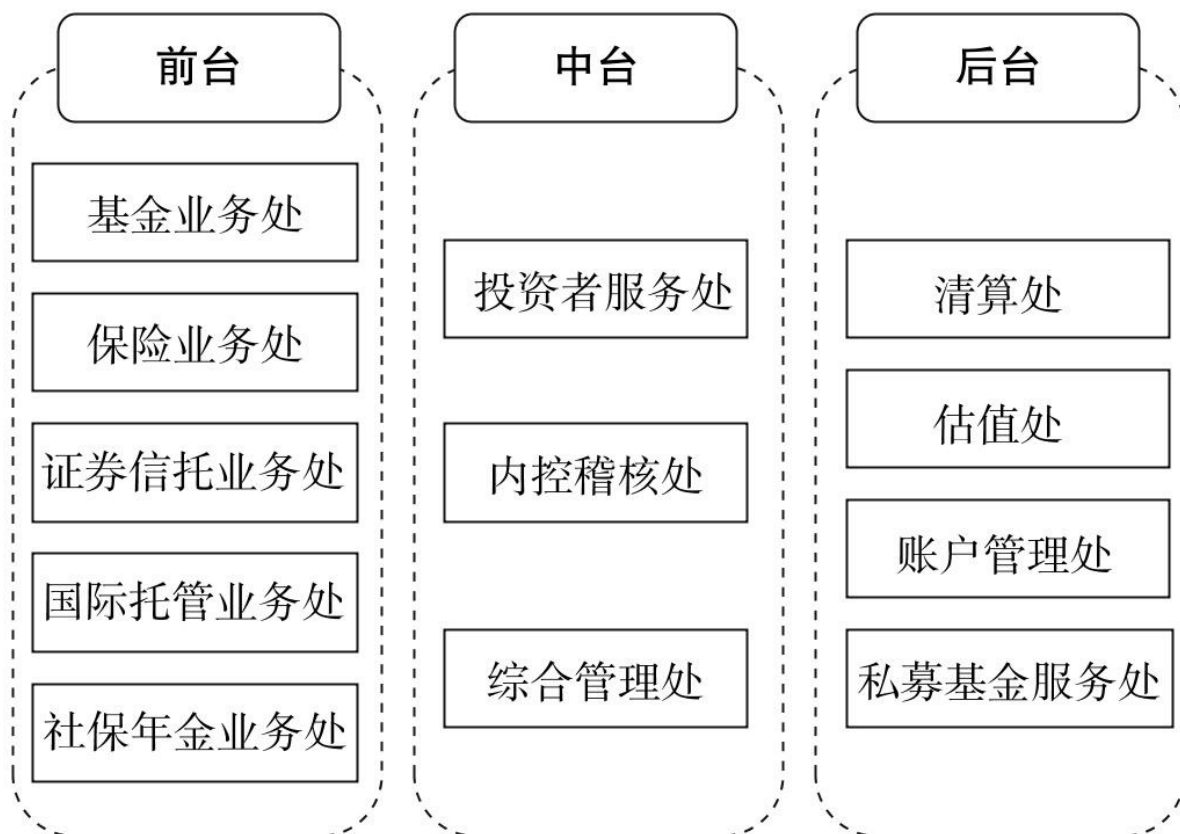 前台
基金业务处
保险业务处
证券信托业务处
国际托管业务处
社保年金业务处
中台
投资者服务处
内控稽核处
综合管理处
后台
清算处
估值处
账户管理处
私募基金服务处